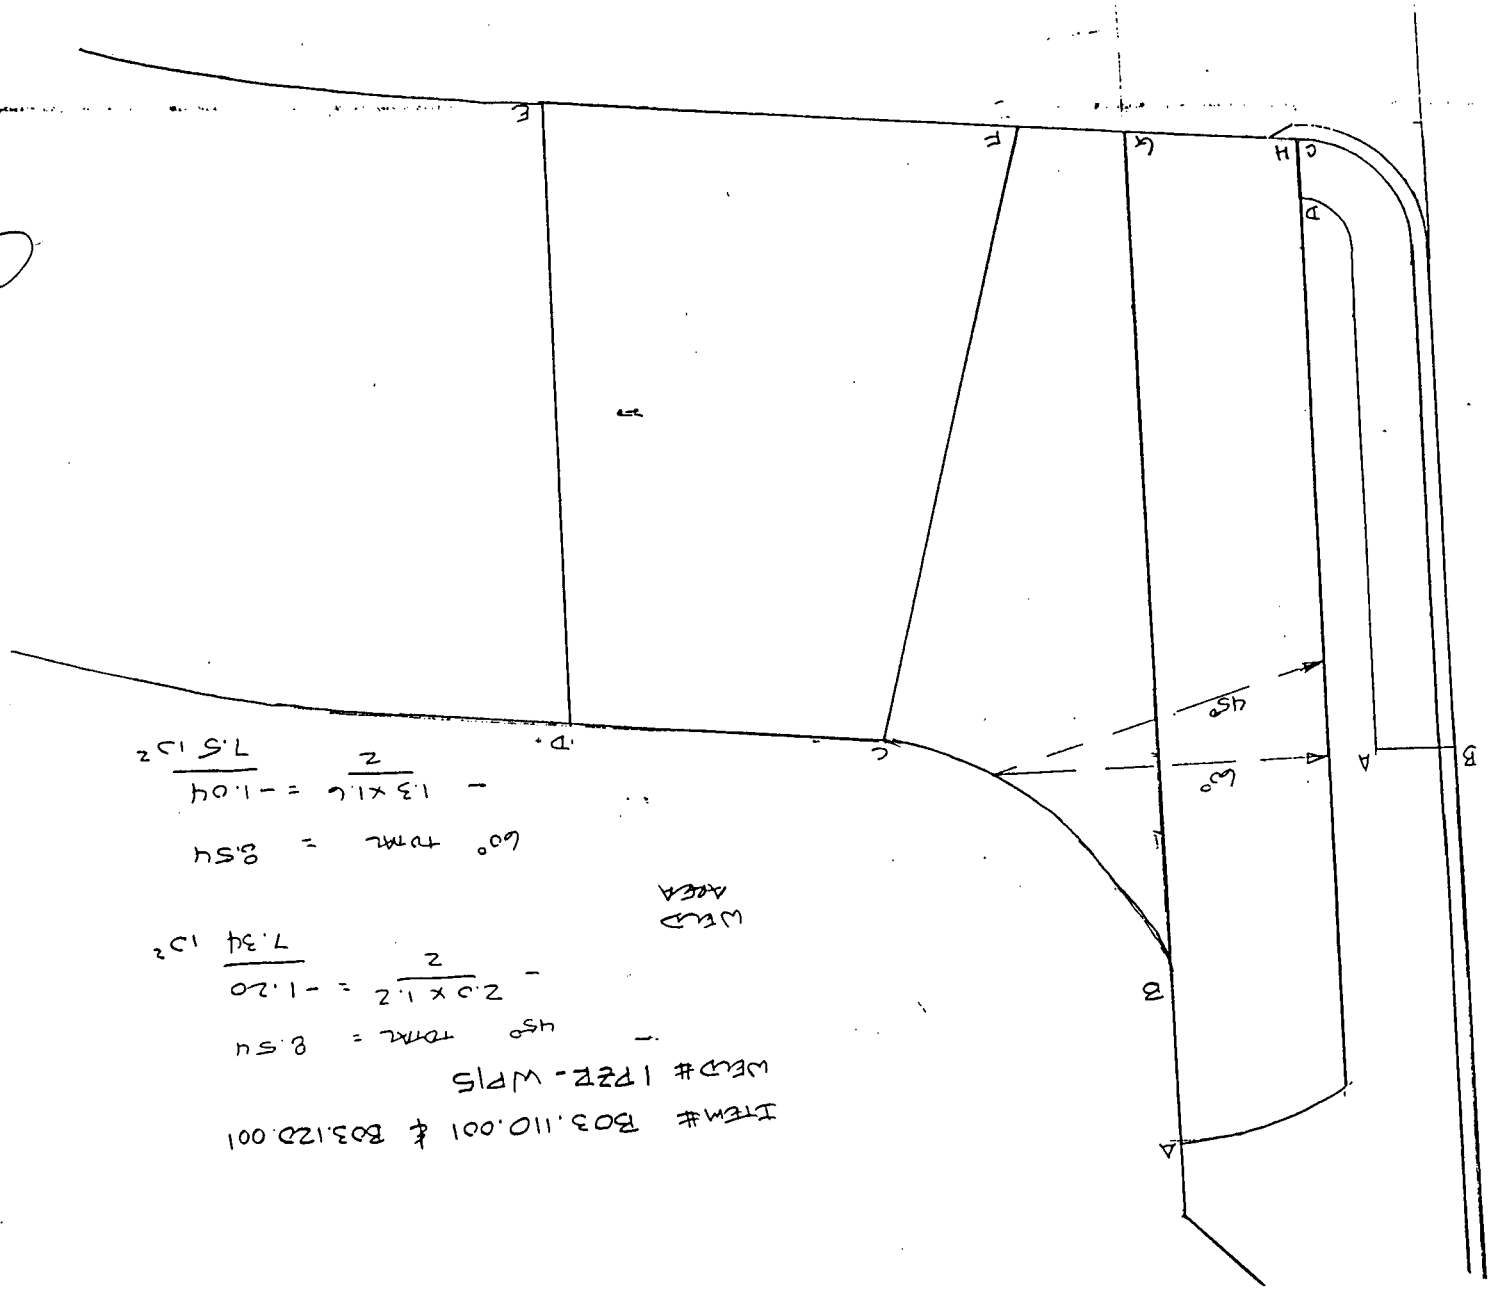 A
ITEM# B03.110.001 & B03.120.001
WELD# 1PZR-WP15
45° TOTAL = 8.54
- 2.0 x 1.2 = -1.20
2
7.34 IN²
WELD
AREA
60° TOTAL = 8.54
- 1.3 x 1.6 = -1.04
2
7.5 IN²
B
B
A
60°
45°
C
D
D
C
H
G
F
E